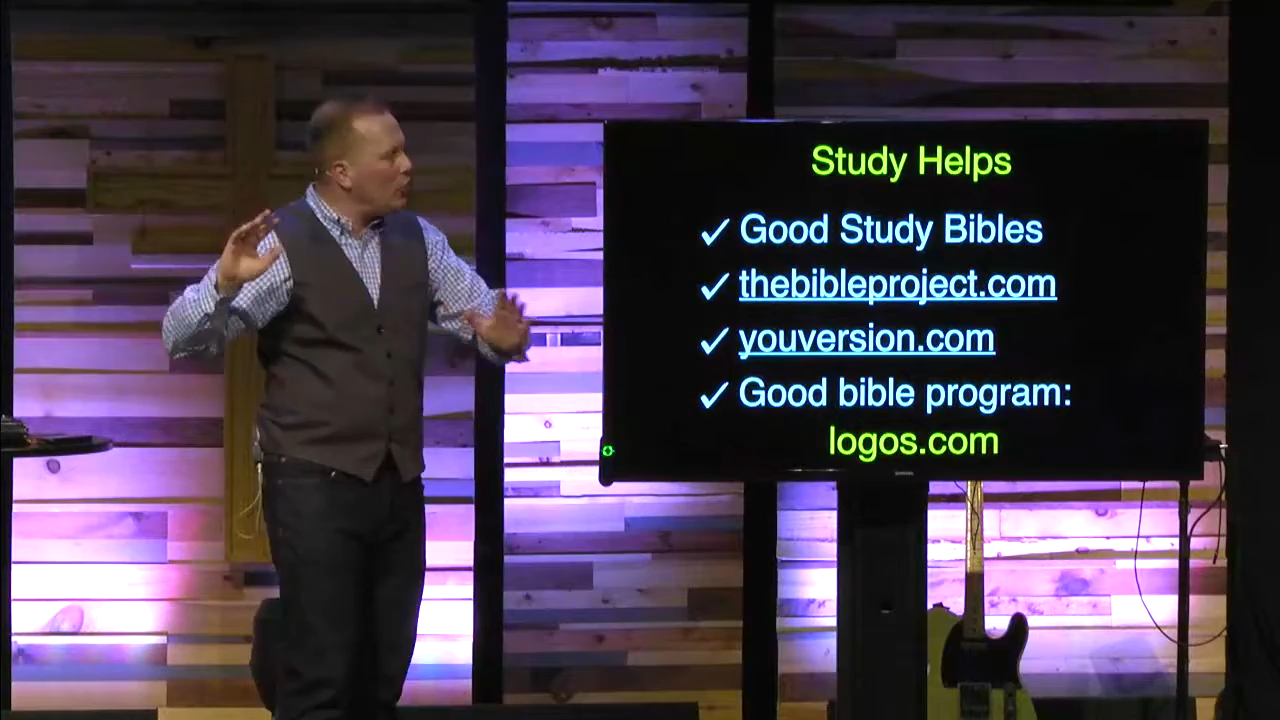 Study Helps
✓ Good Study Bibles
✓ thebibleproject.com
✓ youversion.com
✓ Good bible program:
logos.com